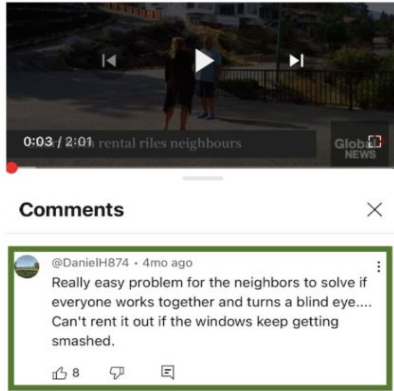 0:03 / 2:01
rental riles neighbours
Global
NEWS
Comments
@DanielH874 • 4mo ago
Really easy problem for the neighbors to solve if
everyone works together and turns a blind eye....
Can't rent it out if the windows keep getting
smashed.
8